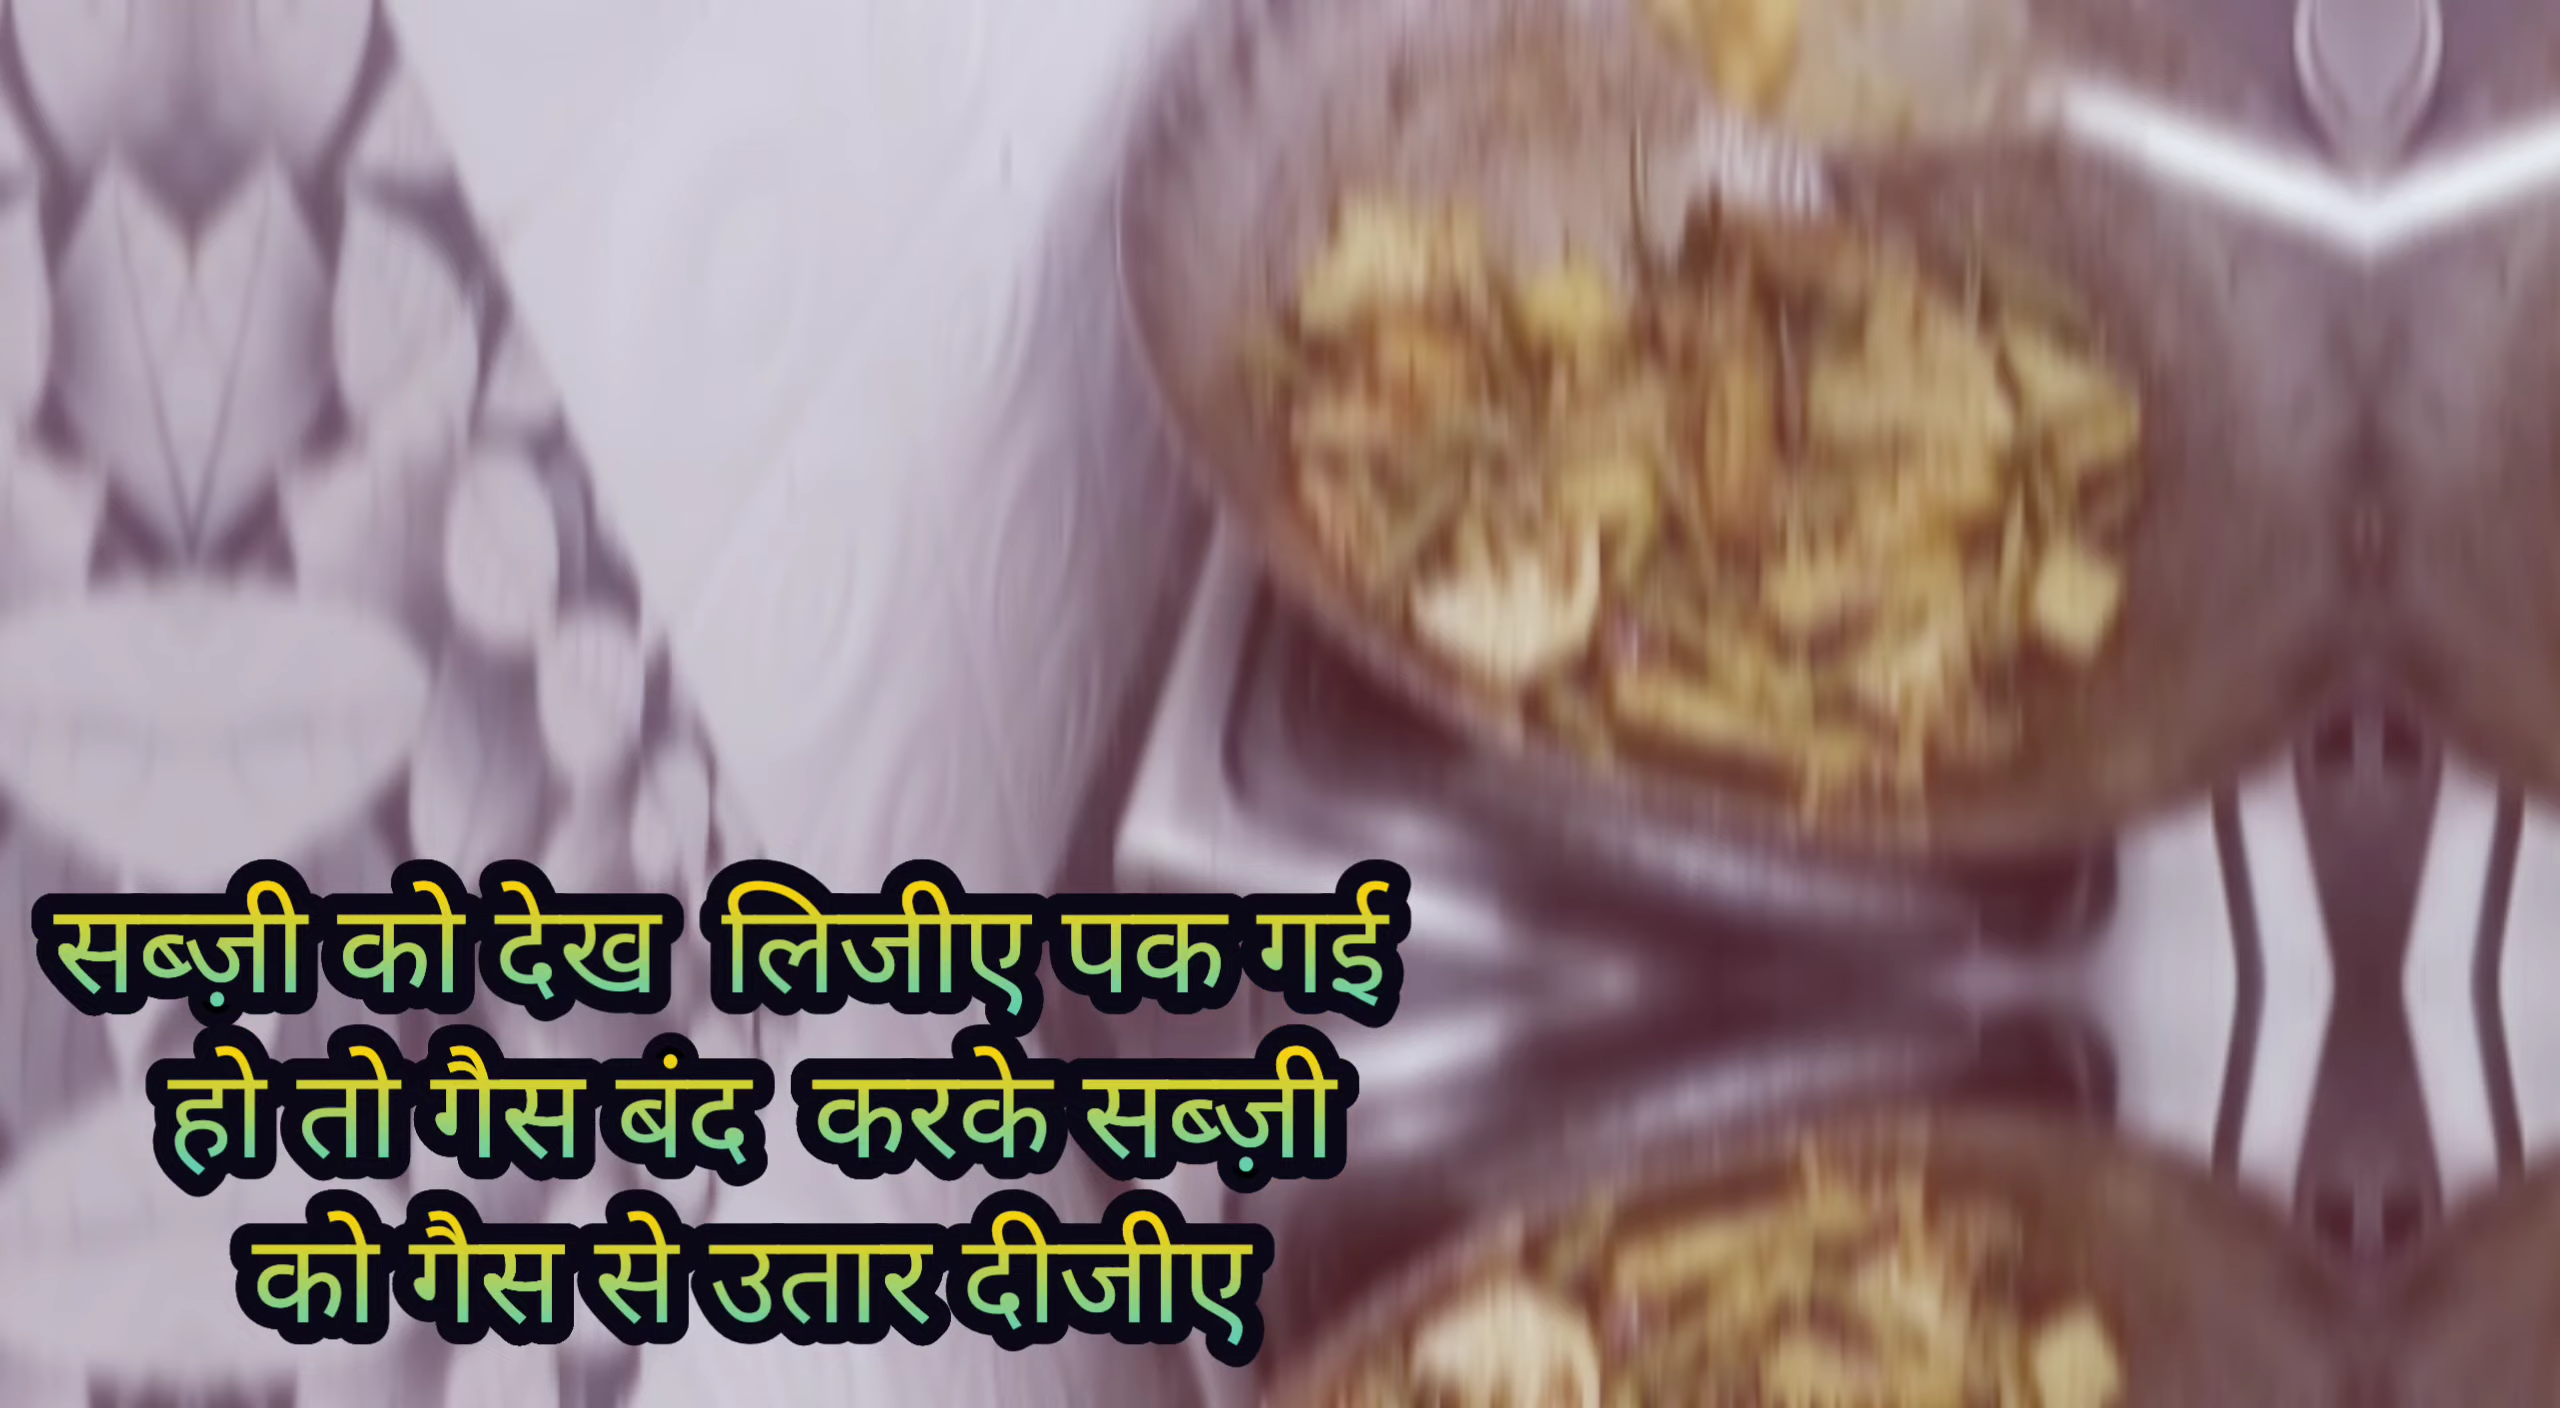 सब्ज़ी को देख लिजीए पक गई
हो तो गैस बंद करके सब्ज़ी
को गैस से उतार दीजीए